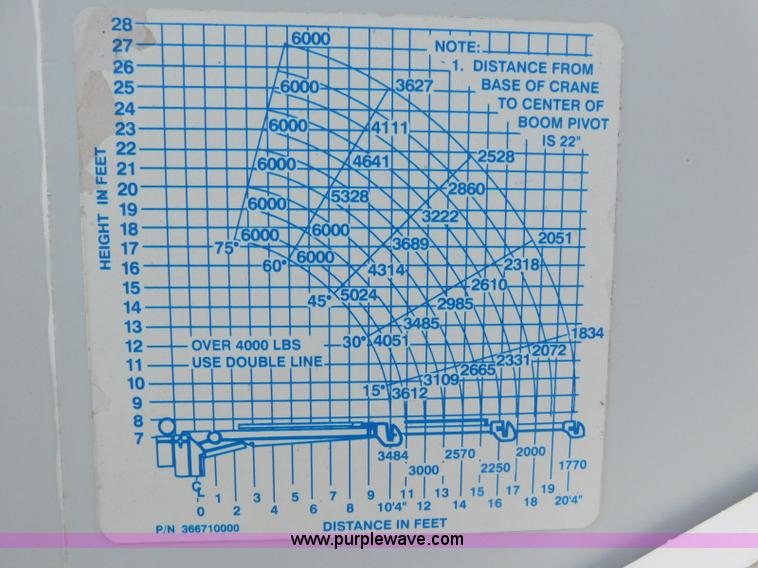 28
27
26
25
24
23
22
21
20
19
18
17
16
15
14
13
12
11
10
9
8
7
HEIGHT IN FEET
NOTE:
1. DISTANCE FROM
BASE OF CRANE
TO CENTER OF
BOOM PIVOT
IS 22"
6000
6000 3627
6000 4111
6000 4641 2528
6000 5328 2860
6000 6000 3222
75° 6000 3689 2051
60° 4314 2318
45° 5024 2610
2985
3485
30° 4051 1834
2072
2331
2665
3109
15° 3612
OVER 4000 LBS
USE DOUBLE LINE
3484 2570 2000
3000 2250 1770
C
L
0 1 2 3 4 5 6 7 8 9 10'4" 11 12 13 14 15 16 17 18 19 20'4"
P/N 366710000
DISTANCE IN FEET
www.purplewave.com